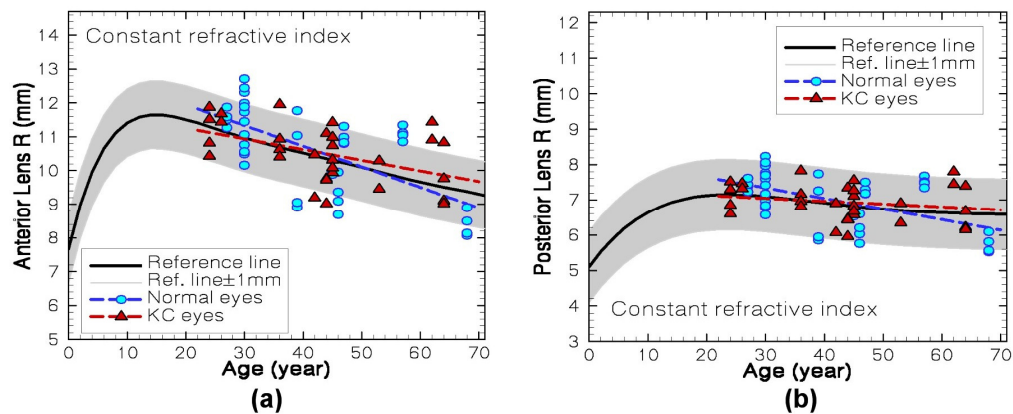 14
13
12
11
10
9
8
7
6
5
Anterior Lens R (mm)
Constant refractive index
Reference line
Ref. line±1mm
Normal eyes
KC eyes
0 10 20 30 40 50 60 70
Age (year)
(a)
12
11
10
9
8
7
6
5
4
3
Posterior Lens R (mm)
Reference line
Ref. line±1mm
Normal eyes
KC eyes
Constant refractive index
0 10 20 30 40 50 60 70
Age (year)
(b)